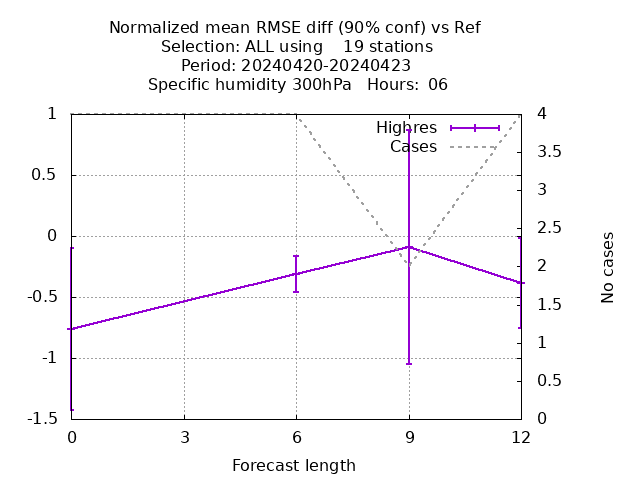 Normalized mean RMSE diff (90% conf) vs Ref
Selection: ALL using    19 stations
Period: 20240420-20240423
Specific humidity 300hPa   Hours:  06
Highres
Cases
1
0.5
0
-0.5
-1
-1.5
4
3.5
3
2.5
2
1.5
1
0.5
0
No cases
0
3
6
9
12
Forecast length